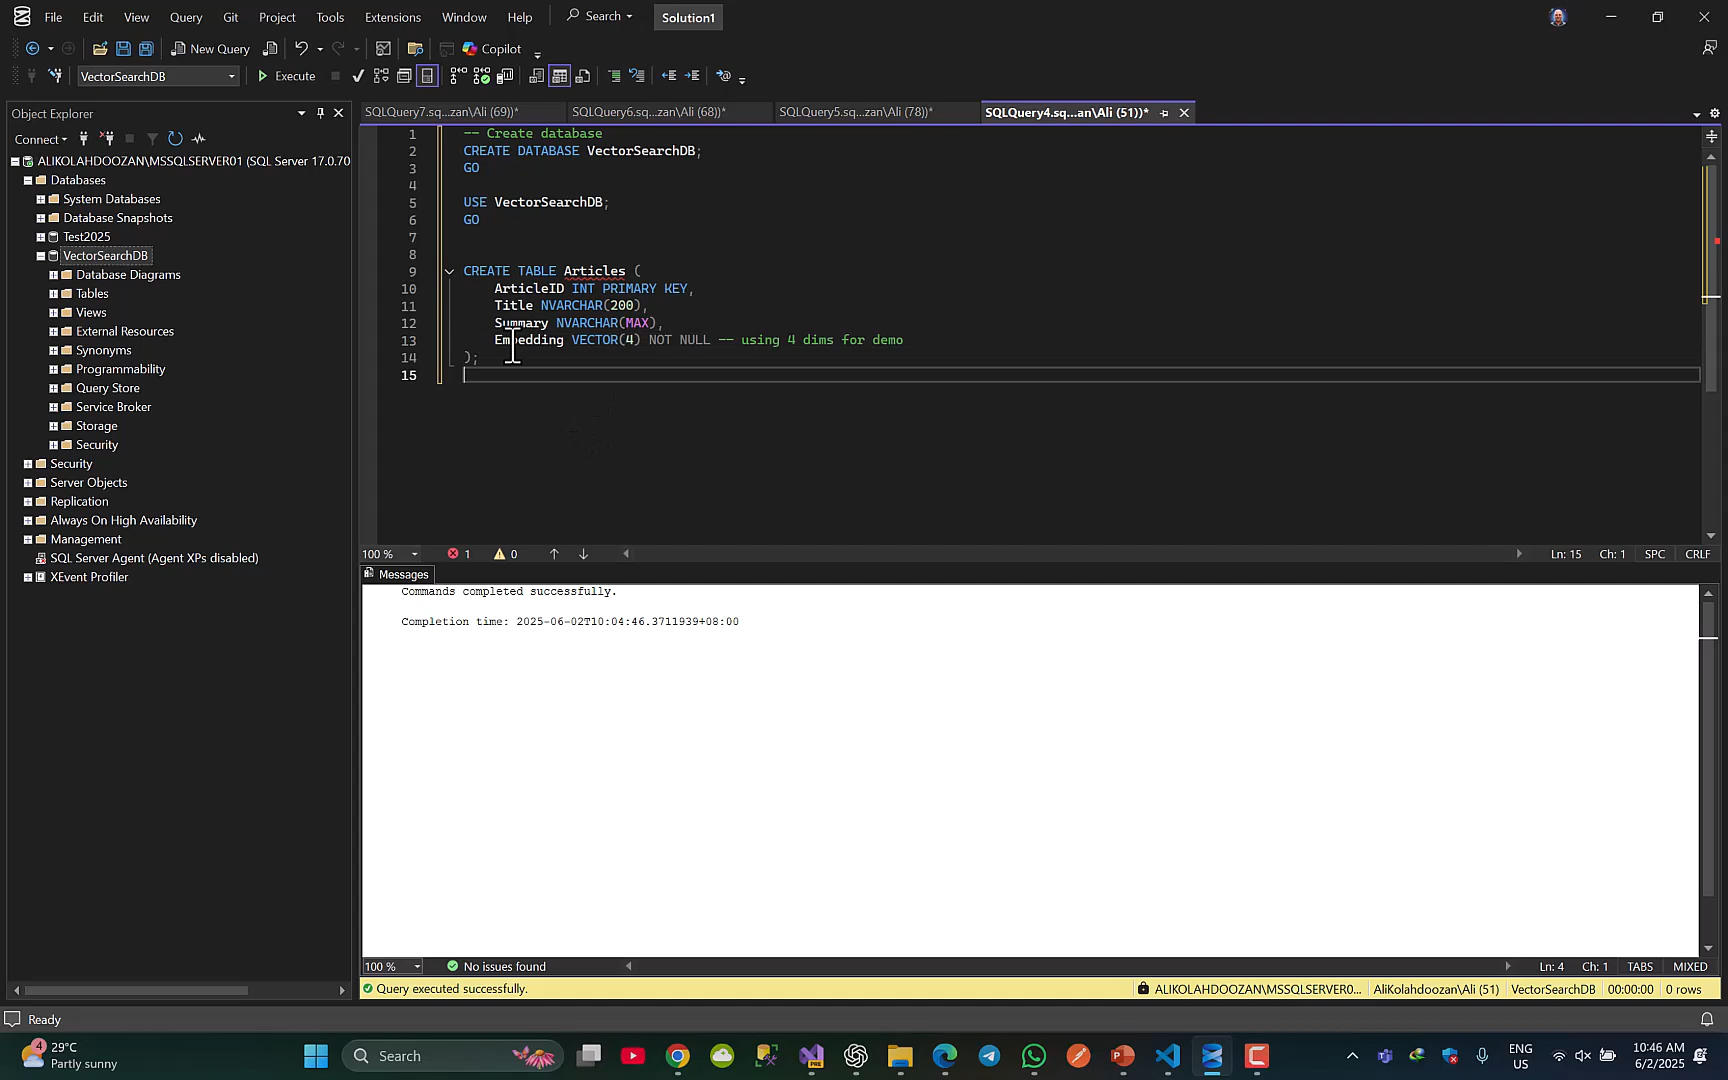 File Edit View Query Git Project Tools Extensions Window Help Search Solution1
New Query Copilot
VectorSearchDB Execute
Object Explorer
Connect
ALIKOLAHDOOZAN\MSSQLSERVER01 (SQL Server 17.0.70
Databases
System Databases
Database Snapshots
Test2025
VectorSearchDB
Database Diagrams
Tables
Views
External Resources
Synonyms
Programmability
Query Store
Service Broker
Storage
Security
Security
Server Objects
Replication
Always On High Availability
Management
SQL Server Agent (Agent XPs disabled)
XEvent Profiler
SQLQuery7.sq...zan\Ali (69))* SQLQuery6.sq...zan\Ali (68))* SQLQuery5.sq...zan\Ali (78))* SQLQuery4.sq...an\Ali (51))*
1 -- Create database
2 CREATE DATABASE VectorSearchDB;
3 GO
4
5 USE VectorSearchDB;
6 GO
7
8
9 CREATE TABLE Articles (
10 ArticleID INT PRIMARY KEY,
11 Title NVARCHAR(200),
12 Summary NVARCHAR(MAX),
13 Embedding VECTOR(4) NOT NULL -- using 4 dims for demo
14 );
15
100 % 1 0 Ln: 15 Ch: 1 SPC CRLF
Messages
Commands completed successfully.
Completion time: 2025-06-02T10:04:46.3711939+08:00
100 % No issues found Ln: 4 Ch: 1 TABS MIXED
Query executed successfully. ALIKOLAHDOOZAN\MSSQLSERVER0... AliKolahdoozan\Ali (51) VectorSearchDB 00:00:00 0 rows
Ready
4 29°C
Partly sunny
Search
ENG
US
10:46 AM
6/2/2025